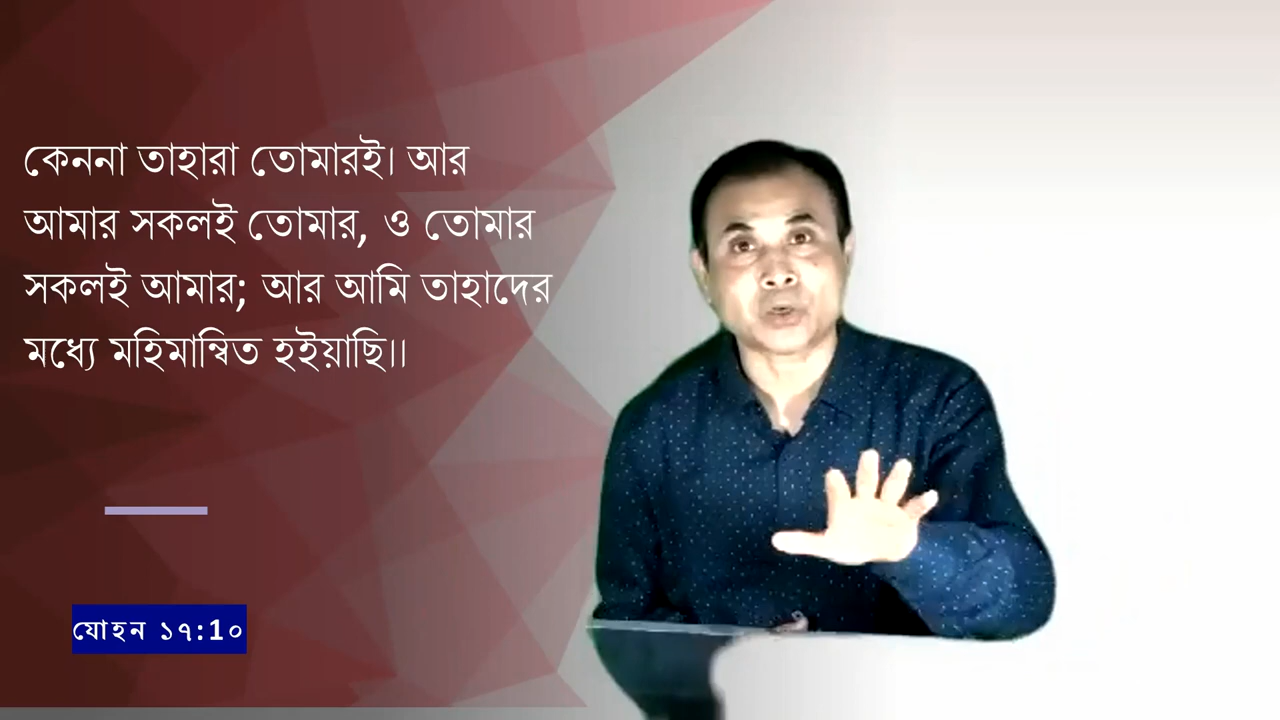 কেননা তাহারা তোমারই। আর
আমার সকলই তোমার, ও তোমার
সকলই আমার; আর আমি তাহাদের
মধ্যে মহিমাম্বিত হইয়াছি।।
যোহন ১৭:1০